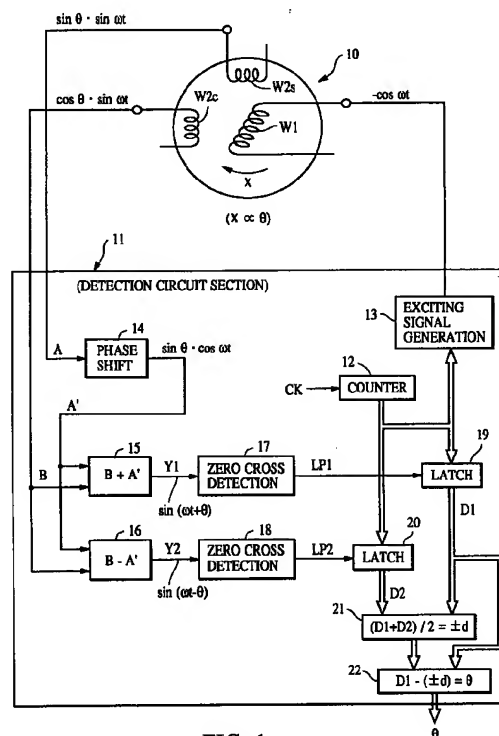 sin θ · sin ωt
10
W2s
cos θ · sin ωt
W2c
-cos ωt
W1
X
(X ∝ θ)
11
(DETECTION CIRCUIT SECTION)
14
13
EXCITING
SIGNAL
GENERATION
A
PHASE
SHIFT
sin θ · cos ωt
12
CK
COUNTER
A'
19
15
17
B
B + A'
Y1
ZERO CROSS
DETECTION
LP1
LATCH
sin (ωt+θ)
D1
16
18
20
B - A'
Y2
ZERO CROSS
DETECTION
LP2
LATCH
sin (ωt-θ)
D2
21
(D1+D2) / 2 = ±d
22
D1 - (±d) = θ
θ